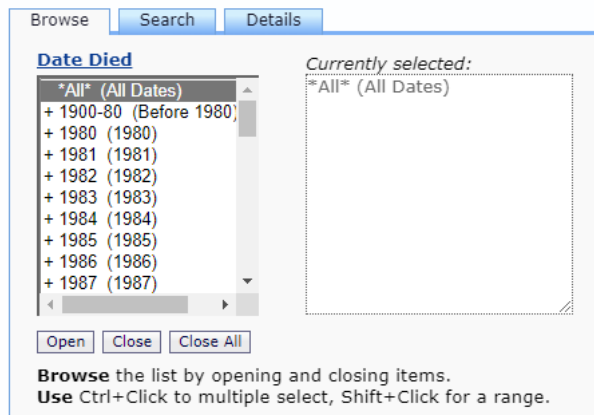 Browse Search Details
Date Died
Currently selected:
*All* (All Dates)
+ 1900-80 (Before 1980)
+ 1980 (1980)
+ 1981 (1981)
+ 1982 (1982)
+ 1983 (1983)
+ 1984 (1984)
+ 1985 (1985)
+ 1986 (1986)
+ 1987 (1987)
*All* (All Dates)
Open Close Close All
Browse the list by opening and closing items.
Use Ctrl+Click to multiple select, Shift+Click for a range.